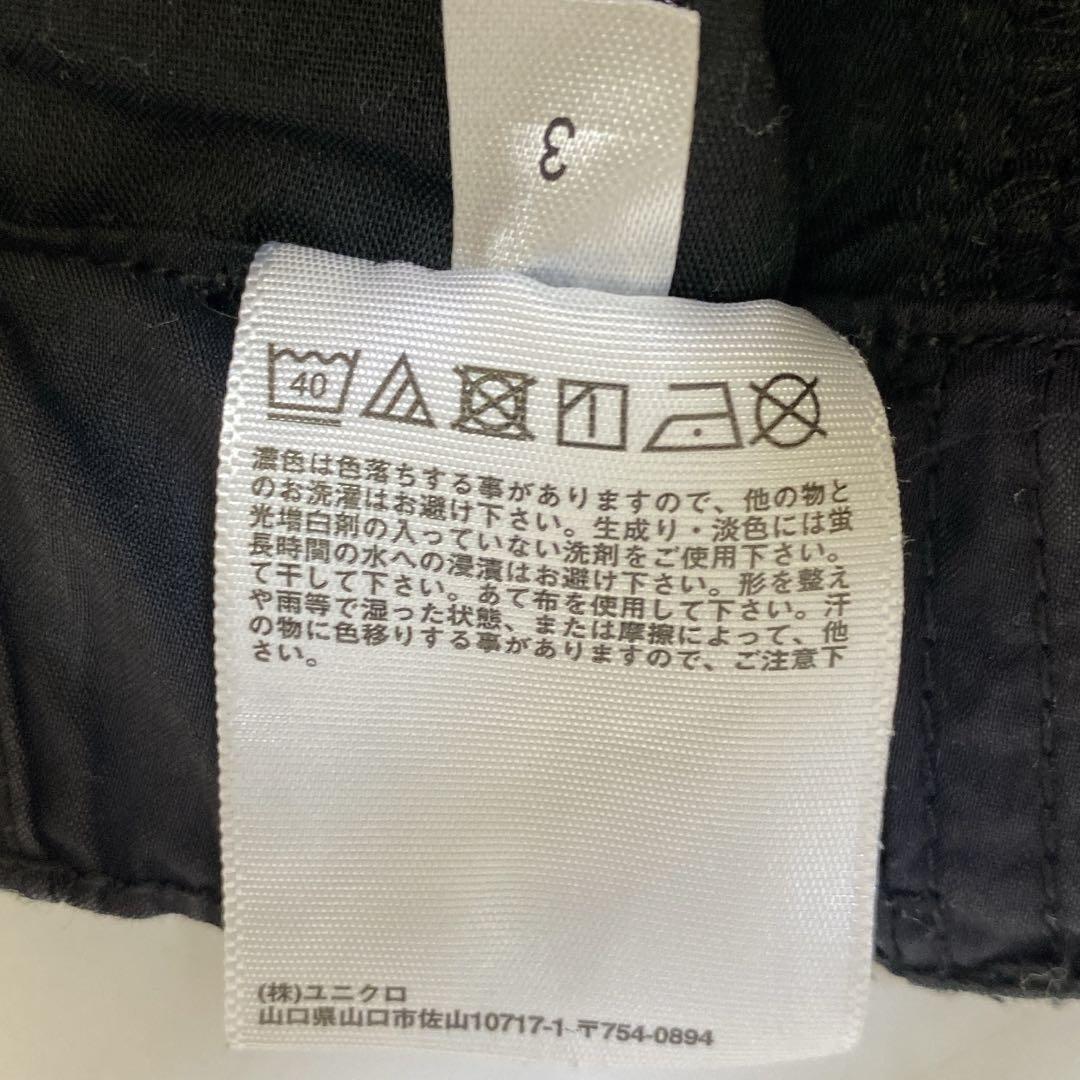 3
40
濃色は色落ちする事がありますので、他の物と
のお洗濯はお避け下さい。生成り・淡色には蛍
光増白剤の入っていない洗剤をご使用下さい。
長時間の水への浸漬はお避け下さい。形を整え
て干して下さい。あて布を使用して下さい。汗
や雨等で湿った状態、または摩擦によって、他
の物に色移りする事がありますので、ご注意下
さい。
(株)ユニクロ
山口県山口市佐山10717-1 〒754-0894